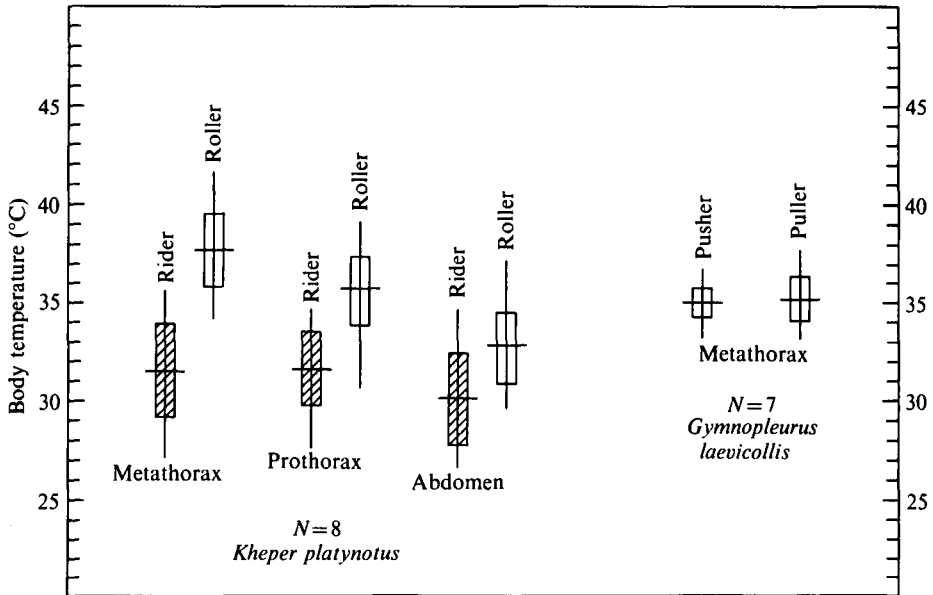 Body temperature (°C)
45
40
35
30
25
45
40
35
30
25
Rider
Roller
Metathorax
Rider
Roller
Prothorax
Rider
Roller
Abdomen
N=8
Kheper platynotus
Pusher
Puller
Metathorax
N=7
Gymnopleurus
laevicollis